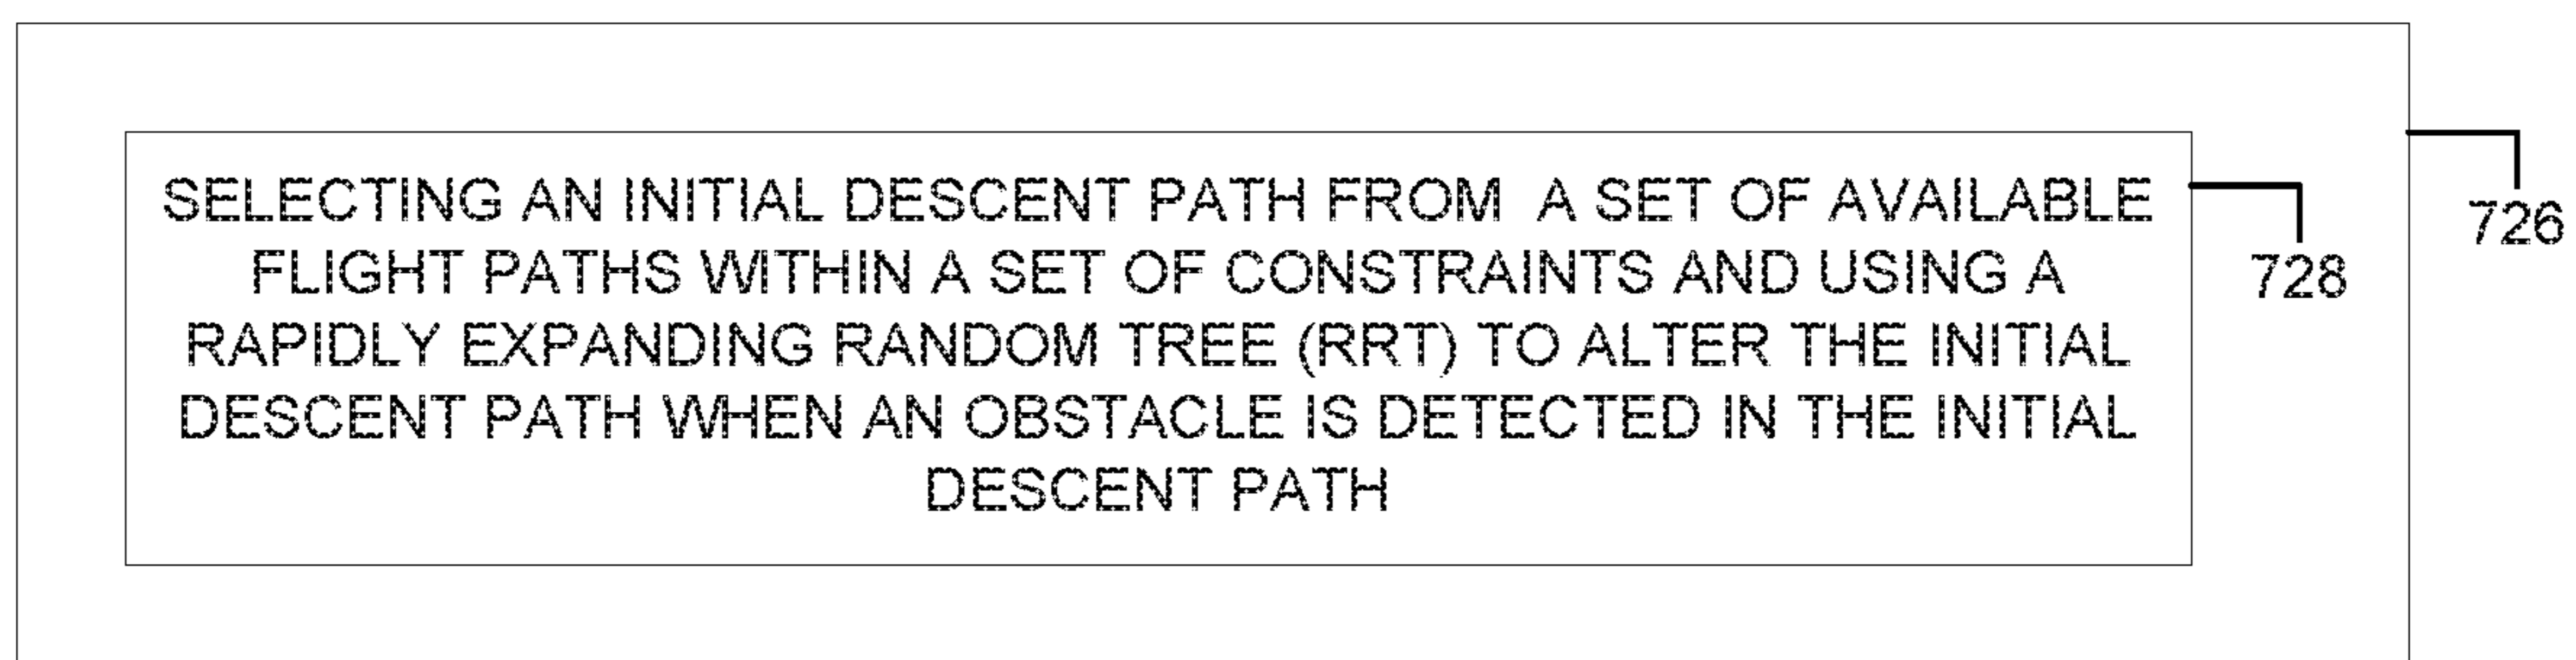 SELECTING AN INITIAL DESCENT PATH FROM A SET OF AVAILABLE
FLIGHT PATHS WITHIN A SET OF CONSTRAINTS AND USING A
RAPIDLY EXPANDING RANDOM TREE (RRT) TO ALTER THE INITIAL
DESCENT PATH WHEN AN OBSTACLE IS DETECTED IN THE INITIAL
DESCENT PATH
728
726